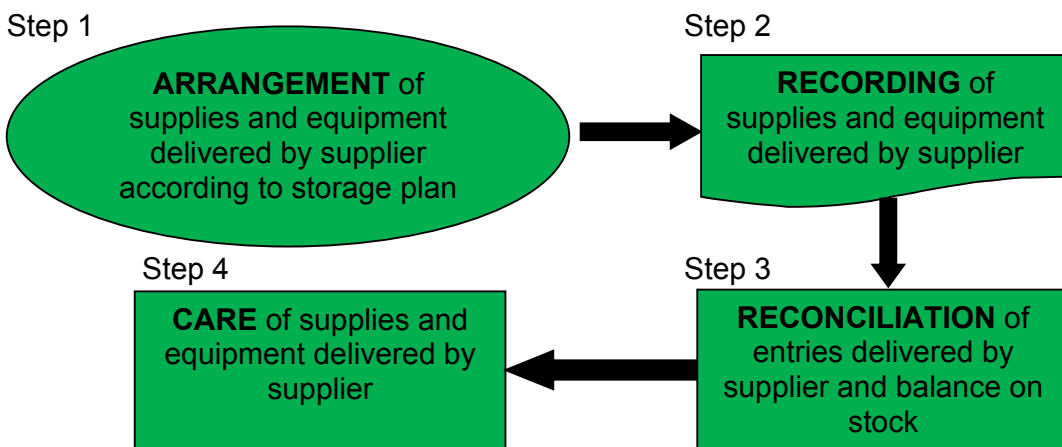 Step 1
ARRANGEMENT of
supplies and equipment
delivered by supplier
according to storage plan
Step 2
RECORDING of
supplies and equipment
delivered by supplier
Step 3
RECONCILIATION of
entries delivered by
supplier and balance on
stock
Step 4
CARE of supplies and
equipment delivered by
supplier